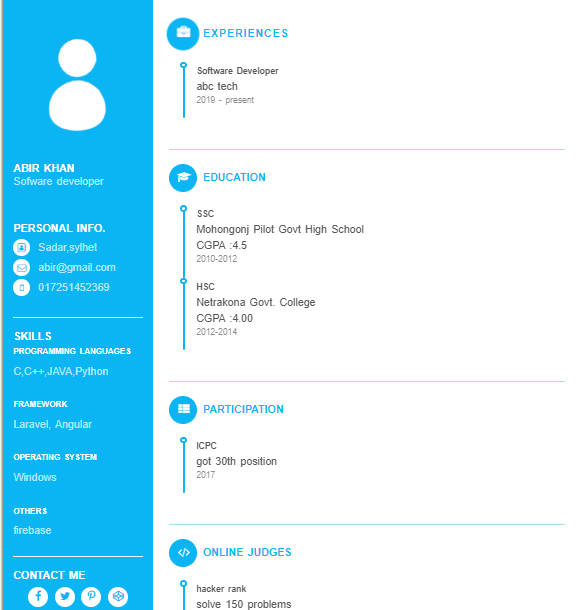 ABIR KHAN
Sofware developer
PERSONAL INFO.
Sadar,sylhet
abir@gmail.com
017251452369
SKILLS
PROGRAMMING LANGUAGES
C,C++,JAVA,Python
FRAMEWORK
Laravel, Angular
OPERATING SYSTEM
Windows
OTHERS
firebase
CONTACT ME
EXPERIENCES
Software Developer
abc tech
2019 - present
EDUCATION
SSC
Mohongonj Pilot Govt High School
CGPA :4.5
2010-2012
HSC
Netrakona Govt. College
CGPA :4.00
2012-2014
PARTICIPATION
ICPC
got 30th position
2017
ONLINE JUDGES
hacker rank
solve 150 problems